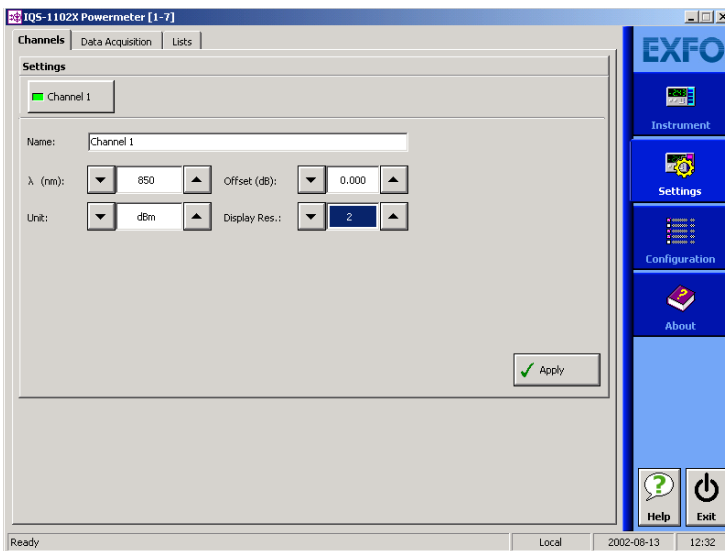 IQS-1102X Powermeter [1-7]
Channels Data Acquisition Lists
EXFO
Settings
Channel 1
Instrument
Name: Channel 1
λ (nm): 850 Offset (dB): 0.000
Settings
Unit: dBm Display Res.: 2
Configuration
About
Apply
Help Exit
Ready Local 2002-08-13 12:32